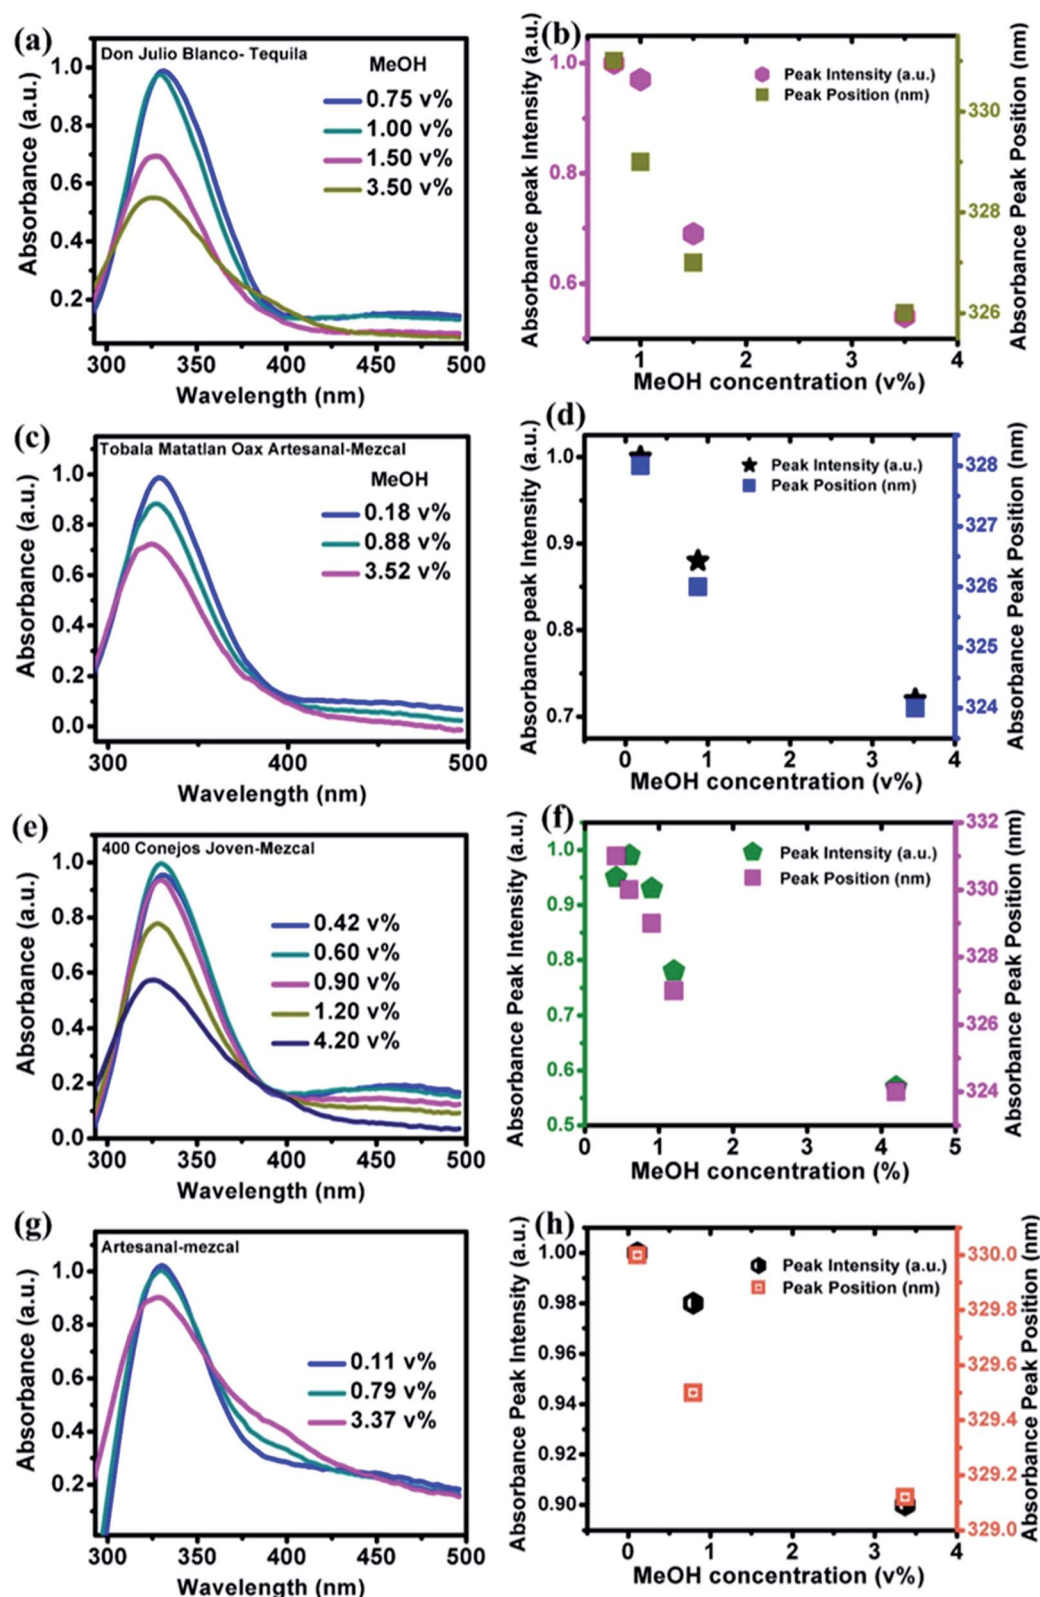 (a)
Don Julio Blanco- Tequila
MeOH
0.75 v%
1.00 v%
1.50 v%
3.50 v%
1.0
0.8
0.6
0.4
0.2
300 350 400 450 500
Absorbance (a.u.)
Wavelength (nm)
(b)
Peak Intensity (a.u.)
Peak Position (nm)
1.0
0.8
0.6
330
328
326
1 2 3 4
Absorbance peak Intensity (a.u.)
Absorbance Peak Position (nm)
MeOH concentration (v%)
(c)
Tobala Matatlan Oax Artesanal-Mezcal
MeOH
0.18 v%
0.88 v%
3.52 v%
1.0
0.8
0.6
0.4
0.2
0.0
300 400 500
Absorbance (a.u.)
Wavelength (nm)
(d)
Peak Intensity (a.u.)
Peak Position (nm)
1.0
0.9
0.8
0.7
328
327
326
325
324
0 1 2 3 4
Absorbance peak Intensity (a.u.)
Absorbance Peak Position (nm)
MeOH concentration (v%)
(e)
400 Conejos Joven-Mezcal
0.42 v%
0.60 v%
0.90 v%
1.20 v%
4.20 v%
1.0
0.8
0.6
0.4
0.2
0.0
300 350 400 450 500
Absorbance (a.u.)
Wavelength (nm)
(f)
Peak Intensity (a.u.)
Peak Position (nm)
1.0
0.9
0.8
0.7
0.6
0.5
332
330
328
326
324
0 1 2 3 4 5
Absorbance Peak Intensity (a.u.)
Absorbance Peak Position (nm)
MeOH concentration (%)
(g)
Artesanal-mezcal
0.11 v%
0.79 v%
3.37 v%
1.0
0.8
0.6
0.4
0.2
300 350 400 450 500
Absorbance (a.u.)
Wavelength (nm)
(h)
Peak Intensity (a.u.)
Peak Position (nm)
1.00
0.98
0.96
0.94
0.92
0.90
330.0
329.8
329.6
329.4
329.2
329.0
0 1 2 3 4
Absorbance Peak Intensity (a.u.)
Absorbance Peak Position (nm)
MeOH concentration (v%)